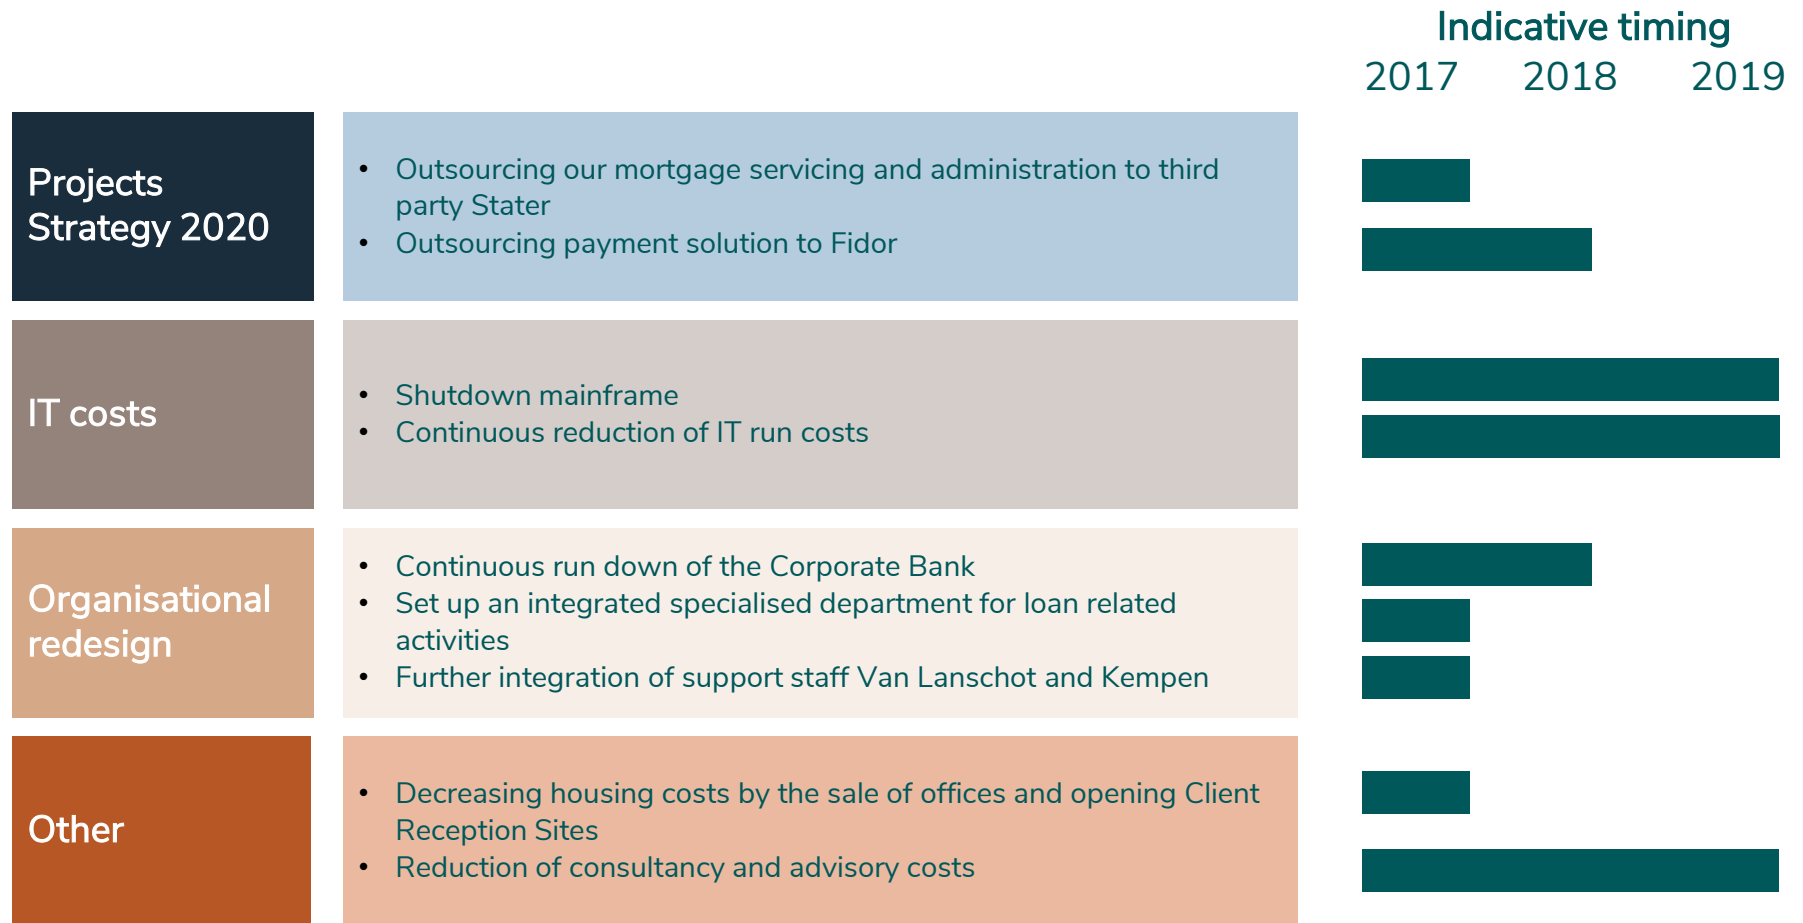 Indicative timing
2017 2018 2019
Projects
Strategy 2020
• Outsourcing our mortgage servicing and administration to third
party Stater
• Outsourcing payment solution to Fidor
IT costs
• Shutdown mainframe
• Continuous reduction of IT run costs
Organisational
redesign
• Continuous run down of the Corporate Bank
• Set up an integrated specialised department for loan related
activities
• Further integration of support staff Van Lanschot and Kempen
Other
• Decreasing housing costs by the sale of offices and opening Client
Reception Sites
• Reduction of consultancy and advisory costs